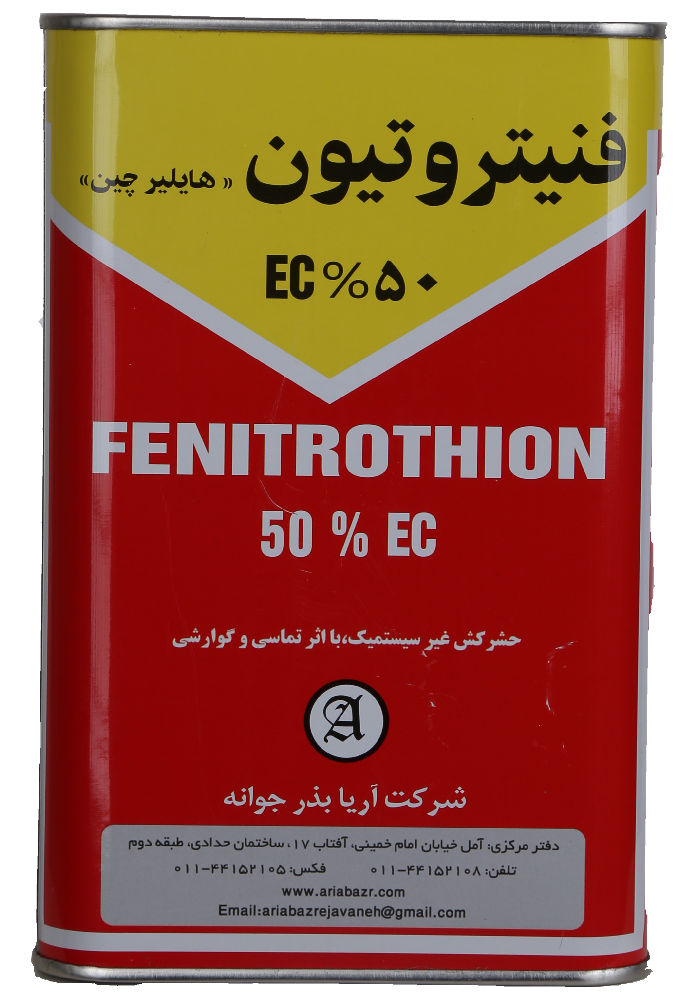 فنیتروتیون «هایلیر چین»
EC%۵۰
FENITROTHION
50 % EC
حشرکش غیر سیستمیک،با اثر تماسی و گوارشی
A
شرکت آریا بذر جوانه
دفتر مرکزی: آمل خیابان امام خمینی، آفتاب ۱۷، ساختمان حدادی، طبقه دوم
تلفن: ۴۴۱۵۲۱۰۸-۰۱۱ فکس: ۴۴۱۵۲۱۰۵-۰۱۱
www.ariabazr.com
Email:ariabazrejavaneh@gmail.com